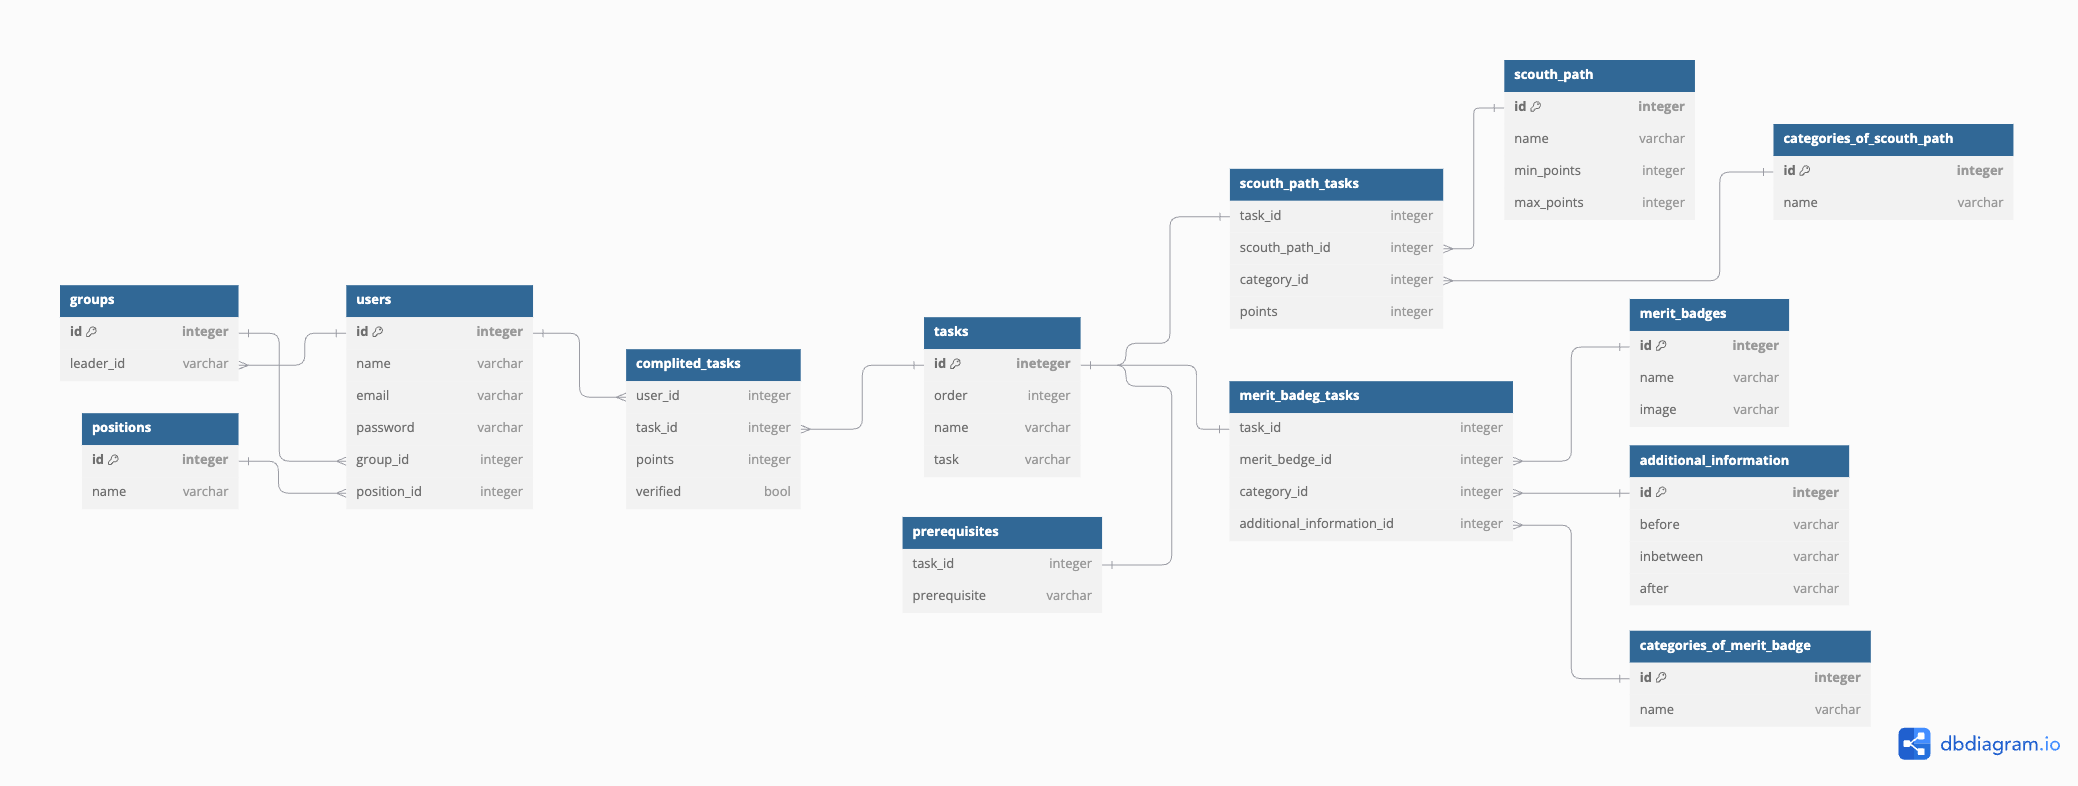 scouth_path
id integer
name varchar
min_points integer
max_points integer
categories_of_scouth_path
id integer
name varchar
scouth_path_tasks
task_id integer
scouth_path_id integer
category_id integer
points integer
groups
id integer
leader_id varchar
users
id integer
name varchar
email varchar
password varchar
group_id integer
position_id integer
positions
id integer
name varchar
complited_tasks
user_id integer
task_id integer
points integer
verified bool
tasks
id ineteger
order integer
name varchar
task varchar
prerequisites
task_id integer
prerequisite varchar
merit_badeg_tasks
task_id integer
merit_bedge_id integer
category_id integer
additional_information_id integer
merit_badges
id integer
name varchar
image varchar
additional_information
id integer
before varchar
inbetween varchar
after varchar
categories_of_merit_badge
id integer
name varchar
dbdiagram.io